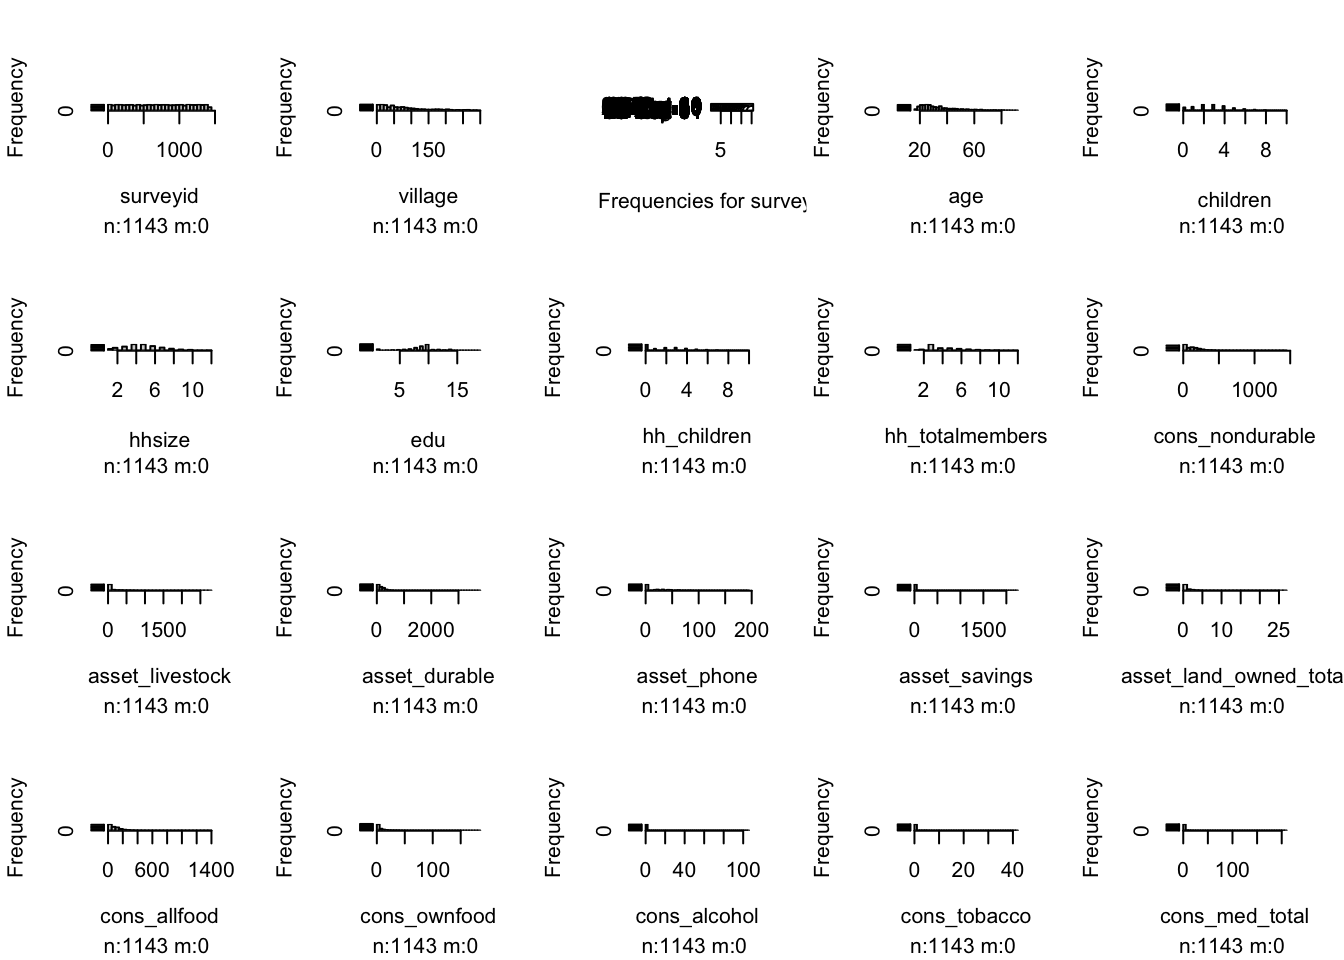 Frequency
0
0 1000
surveyid
n:1143 m:0
Frequency
0
0 150
village
n:1143 m:0
5
Frequencies for survey
Frequency
0
20 60
age
n:1143 m:0
Frequency
0
0 4 8
children
n:1143 m:0
Frequency
0
2 6 10
hhsize
n:1143 m:0
Frequency
0
5 15
edu
n:1143 m:0
Frequency
0
0 4 8
hh_children
n:1143 m:0
Frequency
0
2 6 10
hh_totalmembers
n:1143 m:0
Frequency
0
0 1000
cons_nondurable
n:1143 m:0
Frequency
0
0 1500
asset_livestock
n:1143 m:0
Frequency
0
0 2000
asset_durable
n:1143 m:0
Frequency
0
0 100 200
asset_phone
n:1143 m:0
Frequency
0
0 1500
asset_savings
n:1143 m:0
Frequency
0
0 10 25
asset_land_owned_tota
n:1143 m:0
Frequency
0
0 600 1400
cons_allfood
n:1143 m:0
Frequency
0
0 100
cons_ownfood
n:1143 m:0
Frequency
0
0 40 100
cons_alcohol
n:1143 m:0
Frequency
0
0 20 40
cons_tobacco
n:1143 m:0
Frequency
0
0 100
cons_med_total
n:1143 m:0